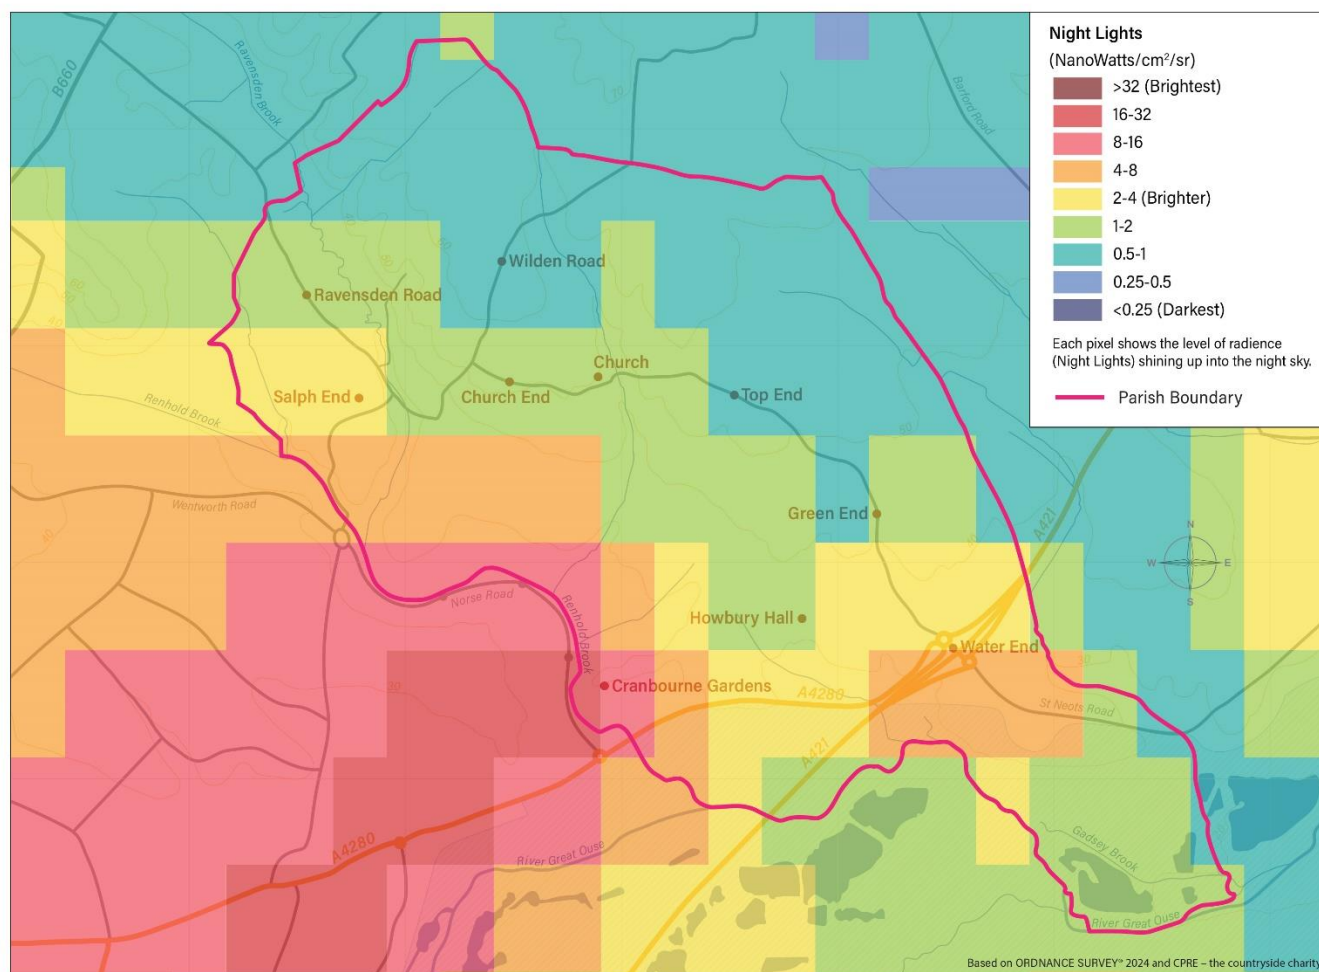 Night Lights
(NanoWatts/cm²/sr)
>32 (Brightest)
16-32
8-16
4-8
2-4 (Brighter)
1-2
0.5-1
0.25-0.5
<0.25 (Darkest)
Each pixel shows the level of radience
(Night Lights) shining up into the night sky.
Parish Boundary
B660
Ravensden Brook
70
Barford Road
Wilden Road
Ravensden Road
Church
Salph End
Church End
Top End
Renhold Brook
Wentworth Road
Green End
A421
N
W
E
S
Norse Road
Renhold Brook
Howbury Hall
Water End
Cranbourne Gardens
A4280
St Neots Road
A421
A4280
River Great Ouse
Gadsey Brook
River Great Ouse
Based on ORDNANCE SURVEY™ 2024 and CPRE – the countryside charity